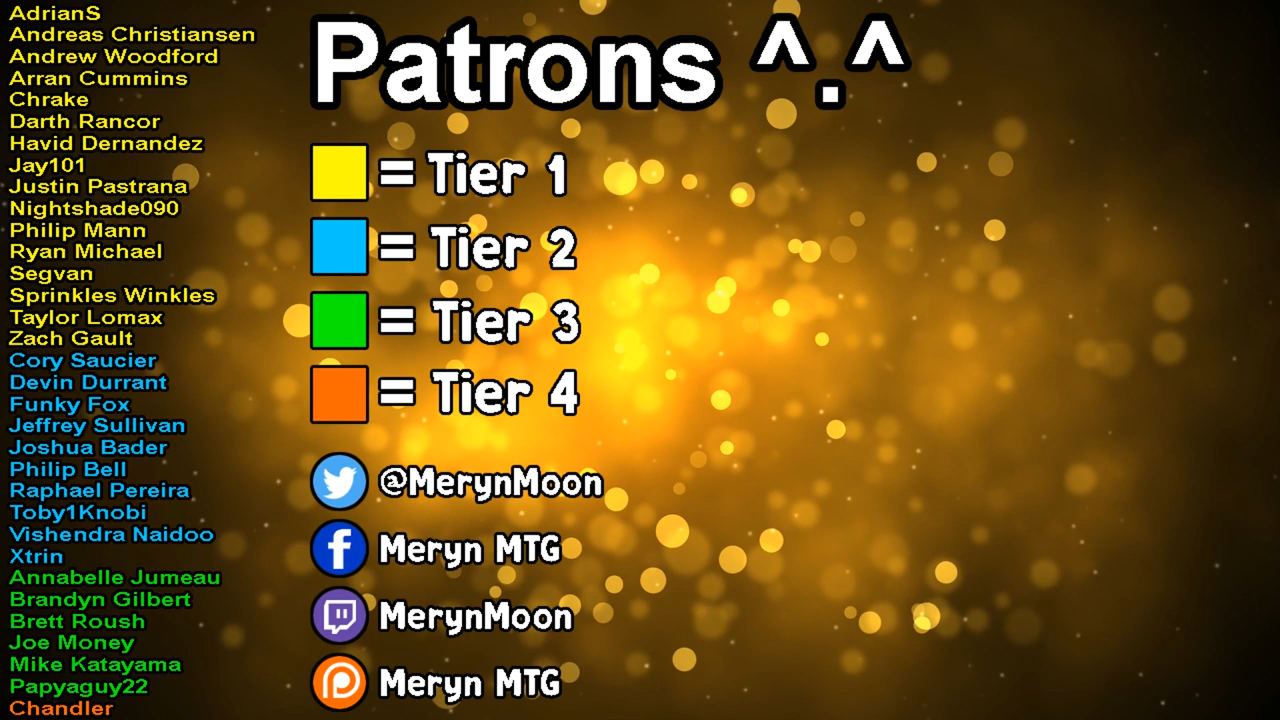 AdrianS
Andreas Christiansen
Andrew Woodford
Arran Cummins
Chrake
Darth Rancor
Havid Dernandez
Jay101
Justin Pastrana
Nightshade090
Philip Mann
Ryan Michael
Segvan
Sprinkles Winkles
Taylor Lomax
Zach Gault
Cory Saucier
Devin Durrant
Funky Fox
Jeffrey Sullivan
Joshua Bader
Philip Bell
Raphael Pereira
Toby1Knobi
Vishendra Naidoo
Xtrin
Annabelle Jumeau
Brandyn Gilbert
Brett Roush
Joe Money
Mike Katayama
Papyaguy22
Chandler
Patrons ^.^
= Tier 1
= Tier 2
= Tier 3
= Tier 4
@MerynMoon
Meryn MTG
MerynMoon
Meryn MTG